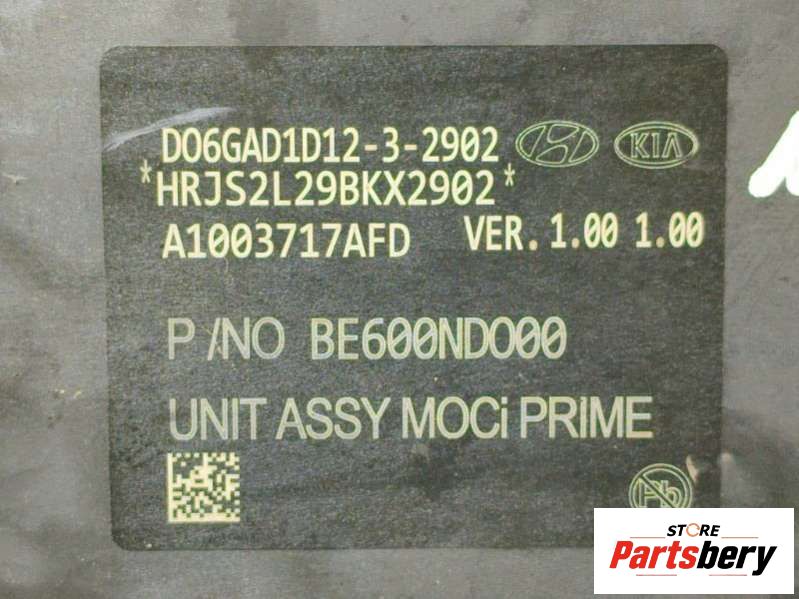 D06GAD1D12-3-2902 KIA
*HRJS2L29BKX2902*
A1003717AFD VER. 1.00 1.00
P/NO BE600ND000
UNIT ASSY MOCi PRIME
Pb
STORE
Partsbery